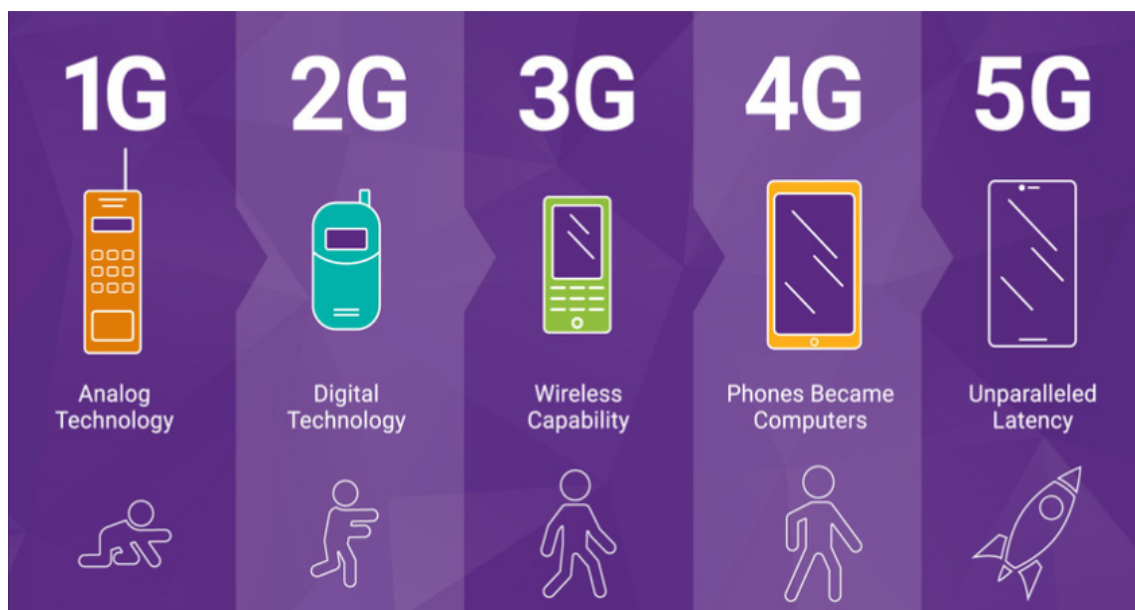 1G
2G
3G
4G
5G
Analog
Technology
Digital
Technology
Wireless
Capability
Phones Became
Computers
Unparalleled
Latency